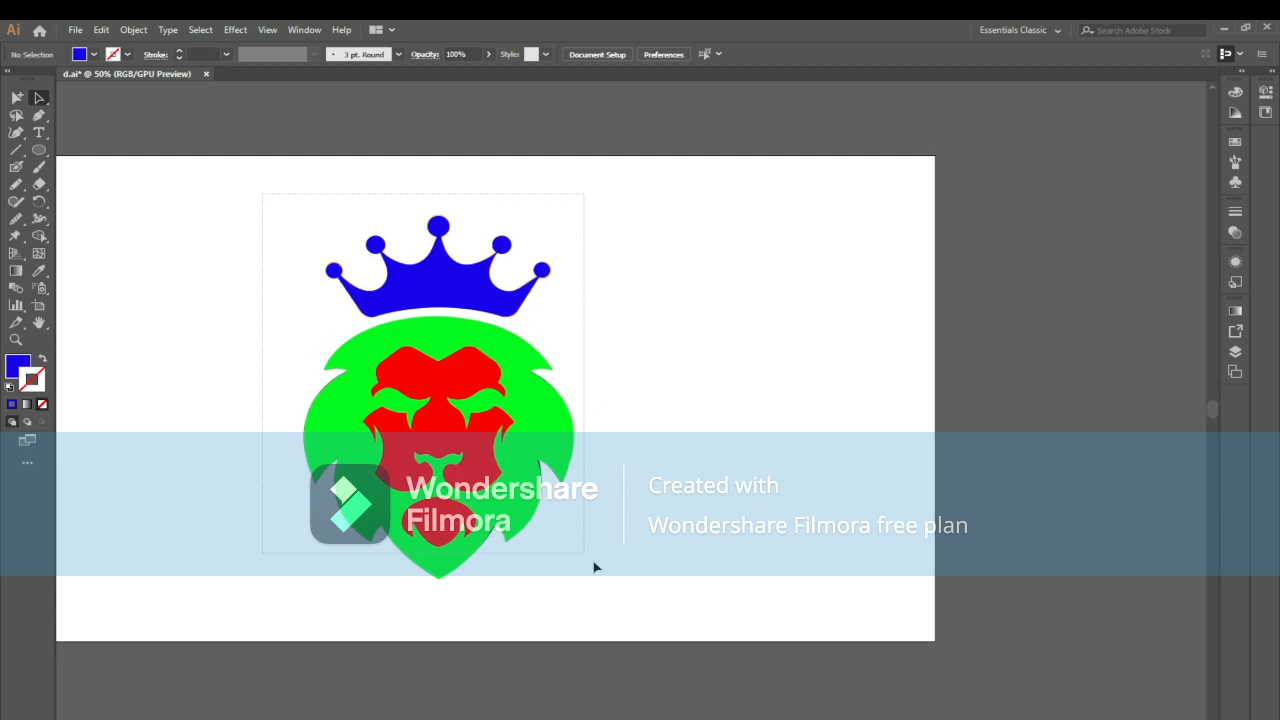 Ai
File Edit Object Type Select Effect View Window Help
Essentials Classic
Search Adobe Stock
No Selection
Stroke:
3 pt. Round
Opacity: 100%
Style:
Document Setup
Preferences
d.ai* @ 50% (RGB/GPU Preview)
Wondershare
Filmora
Created with
Wondershare Filmora free plan